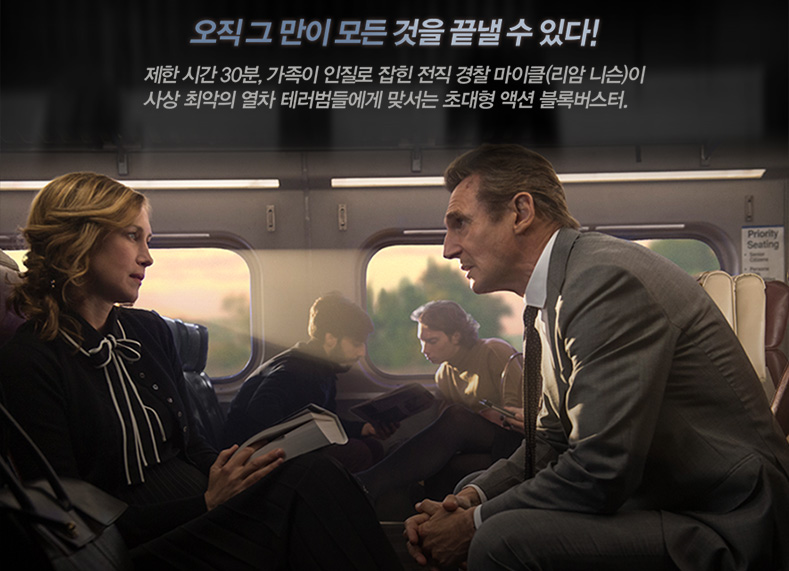 오직 그 만이 모든 것을 끝낼 수 있다!
제한 시간 30분, 가족이 인질로 잡힌 전직 경찰 마이클(리암 니슨)이
사상 최악의 열차 테러범들에게 맞서는 초대형 액션 블록버스터.
Priority
Seating
Senior
Citizens
Persons